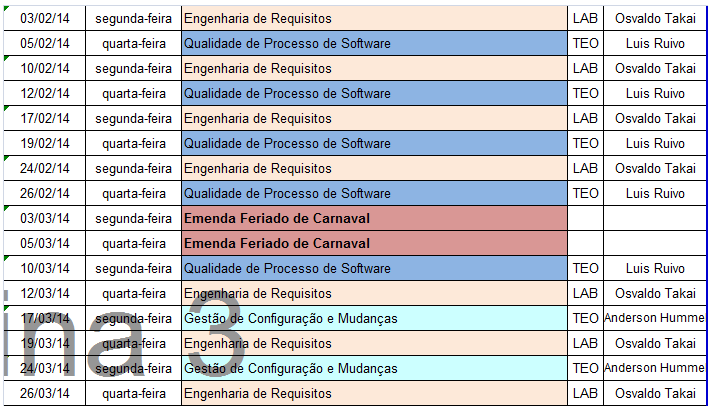 03/02/14 segunda-feira Engenharia de Requisitos LAB Osvaldo Takai
05/02/14 quarta-feira Qualidade de Processo de Software TEO Luis Ruivo
10/02/14 segunda-feira Engenharia de Requisitos LAB Osvaldo Takai
12/02/14 quarta-feira Qualidade de Processo de Software TEO Luis Ruivo
17/02/14 segunda-feira Engenharia de Requisitos LAB Osvaldo Takai
19/02/14 quarta-feira Qualidade de Processo de Software TEO Luis Ruivo
24/02/14 segunda-feira Engenharia de Requisitos LAB Osvaldo Takai
26/02/14 quarta-feira Qualidade de Processo de Software TEO Luis Ruivo
03/03/14 segunda-feira Emenda Feriado de Carnaval
05/03/14 quarta-feira Emenda Feriado de Carnaval
10/03/14 segunda-feira Qualidade de Processo de Software TEO Luis Ruivo
12/03/14 quarta-feira Engenharia de Requisitos LAB Osvaldo Takai
17/03/14 segunda-feira Gestão de Configuração e Mudanças TEO Anderson Humme
19/03/14 quarta-feira Engenharia de Requisitos LAB Osvaldo Takai
24/03/14 segunda-feira Gestão de Configuração e Mudanças TEO Anderson Humme
26/03/14 quarta-feira Engenharia de Requisitos LAB Osvaldo Takai
ina 3